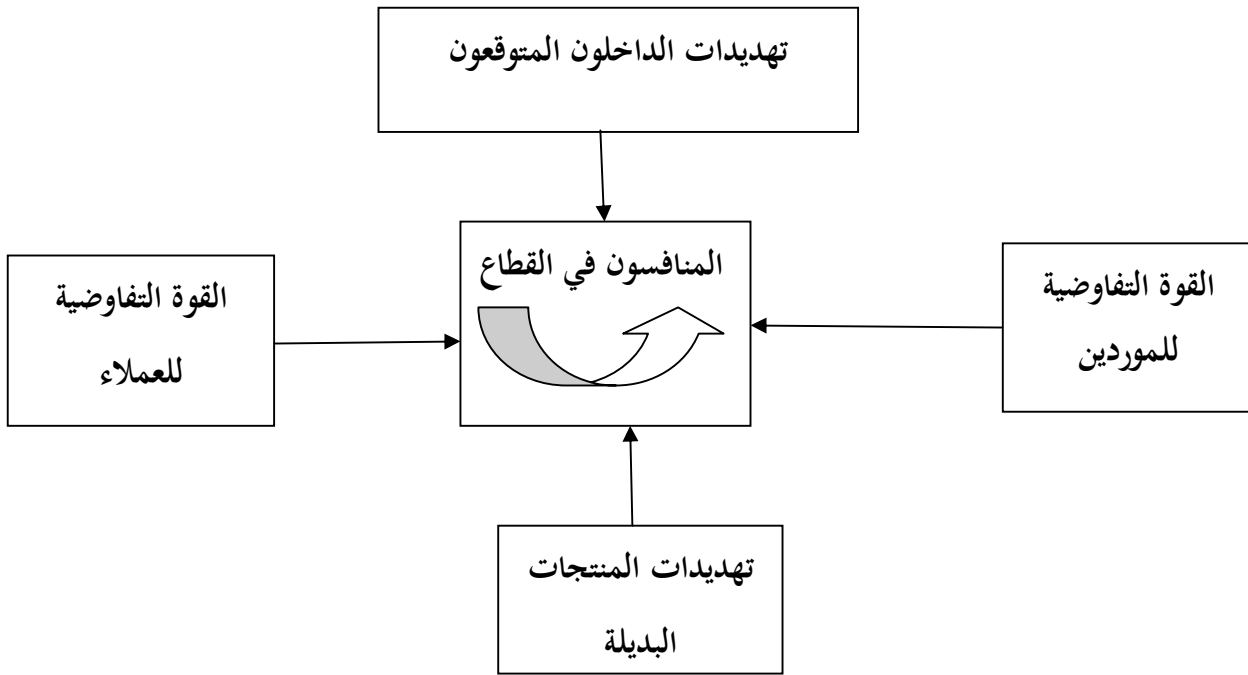 تهديدات الداخلون المتوقعون
المنافسون في القطاع
القوة التفاوضية
للموردين
القوة التفاوضية
للعملاء
تهديدات المنتجات
البديلة